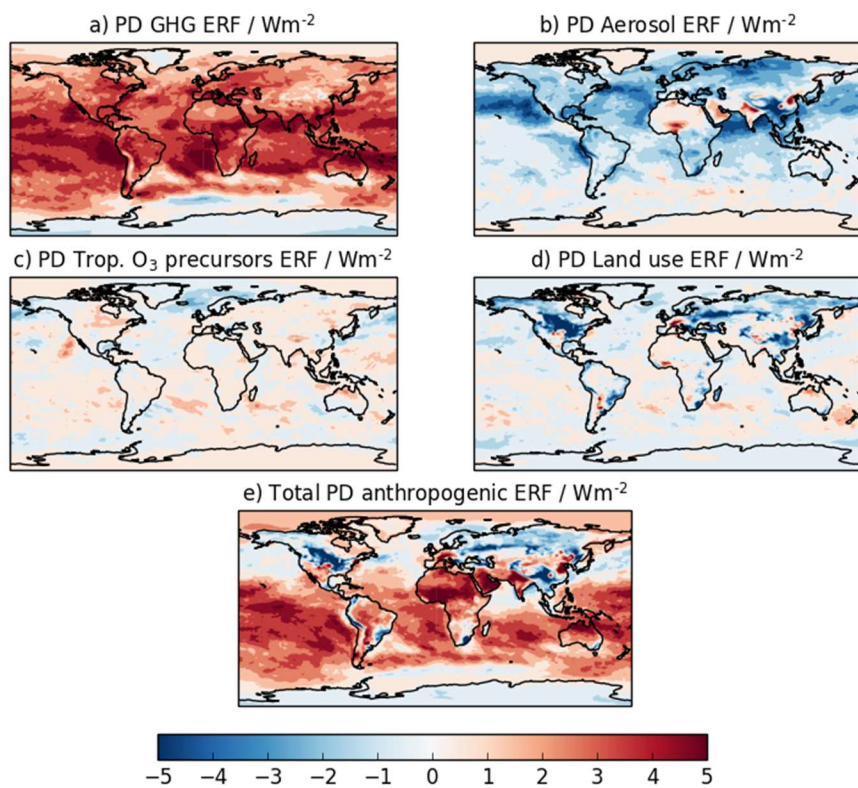 a) PD GHG ERF / Wm⁻²
b) PD Aerosol ERF / Wm⁻²
c) PD Trop. O₃ precursors ERF / Wm⁻²
d) PD Land use ERF / Wm⁻²
e) Total PD anthropogenic ERF / Wm⁻²
−5 −4 −3 −2 −1 0 1 2 3 4 5